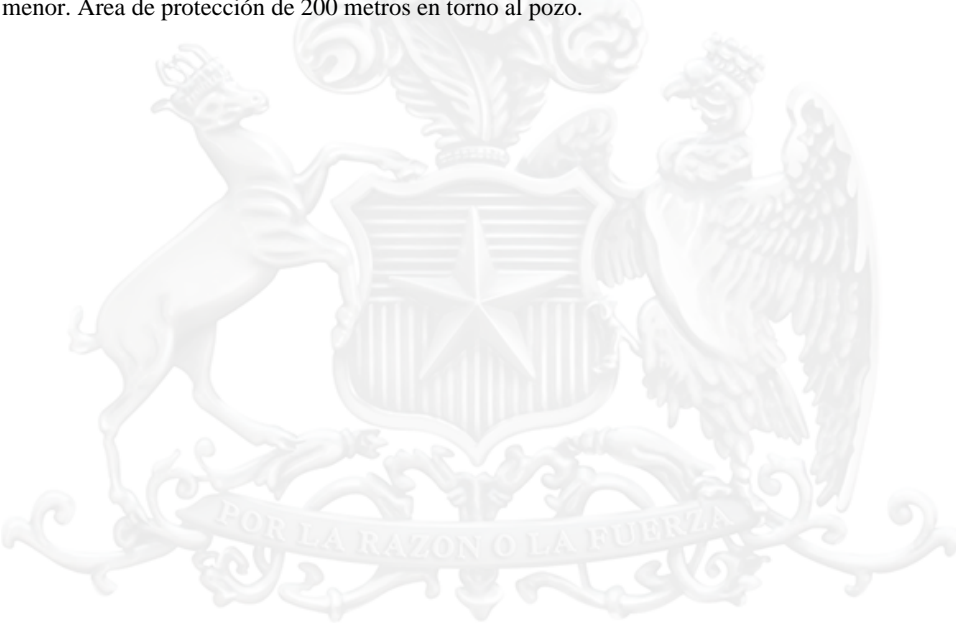 menor. Área de protección de 200 metros en torno al pozo.
POR LA RAZON O LA FUERZA